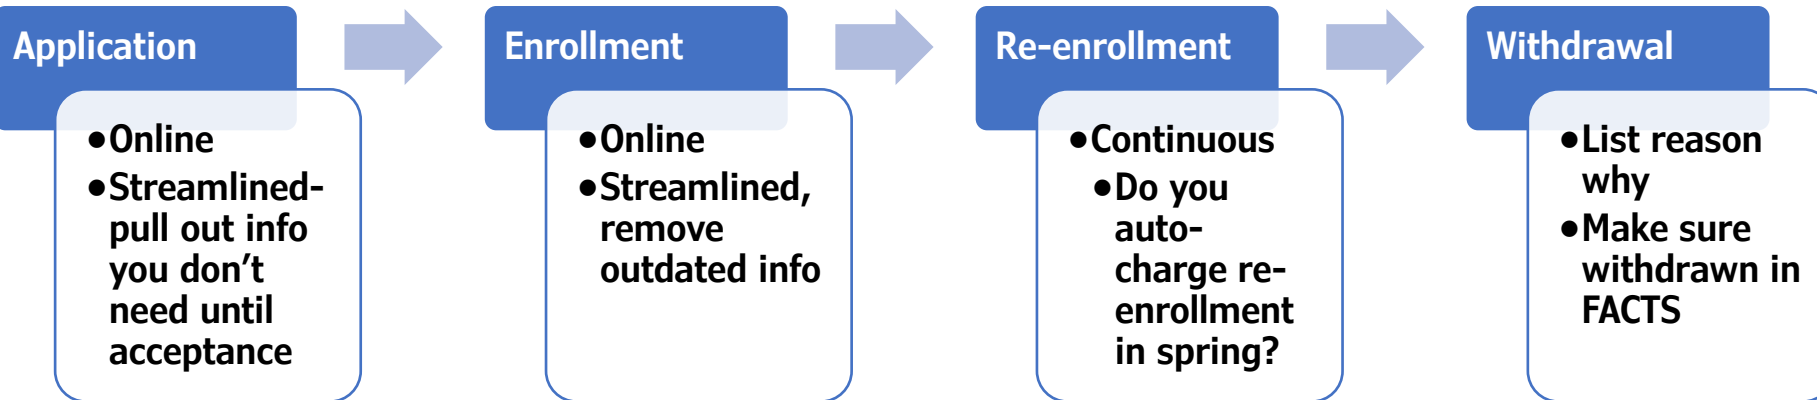 Application
•Online
•Streamlined-
pull out info
you don’t
need until
acceptance
Enrollment
•Online
•Streamlined,
remove
outdated info
Re-enrollment
•Continuous
•Do you
auto-
charge re-
enrollment
in spring?
Withdrawal
•List reason
why
•Make sure
withdrawn in
FACTS